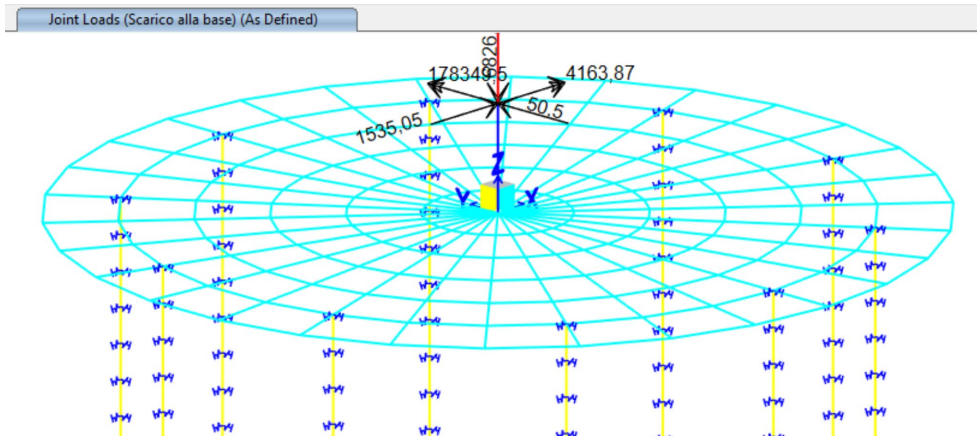 Joint Loads (Scarico alla base) (As Defined)
178349,5
4163,87
1535,05
50,5
Z